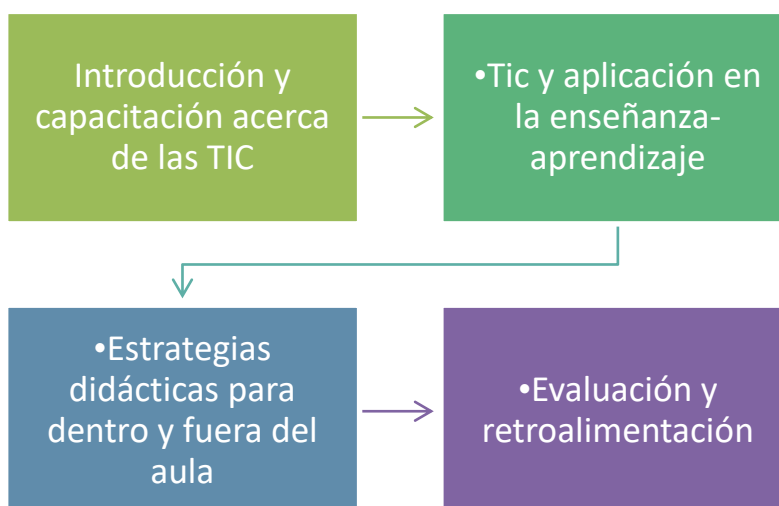 Introducción y
capacitación acerca
de las TIC
•Tic y aplicación en
la enseñanza-
aprendizaje
•Estrategias
didácticas para
dentro y fuera del
aula
•Evaluación y
retroalimentación